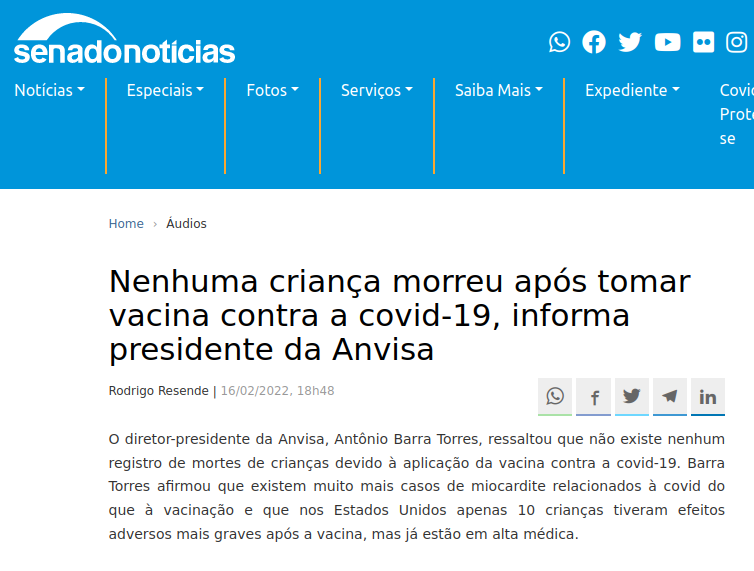 senadonotícias
Notícias
Especiais
Fotos
Serviços
Saiba Mais
Expediente
se
Home › Áudios
Nenhuma criança morreu após tomar
vacina contra a covid-19, informa
presidente da Anvisa
Rodrigo Resende | 16/02/2022, 18h48
O diretor-presidente da Anvisa, Antônio Barra Torres, ressaltou que não existe nenhum
registro de mortes de crianças devido à aplicação da vacina contra a covid-19. Barra
Torres afirmou que existem muito mais casos de miocardite relacionados à covid do
que à vacinação e que nos Estados Unidos apenas 10 crianças tiveram efeitos
adversos mais graves após a vacina, mas já estão em alta médica.